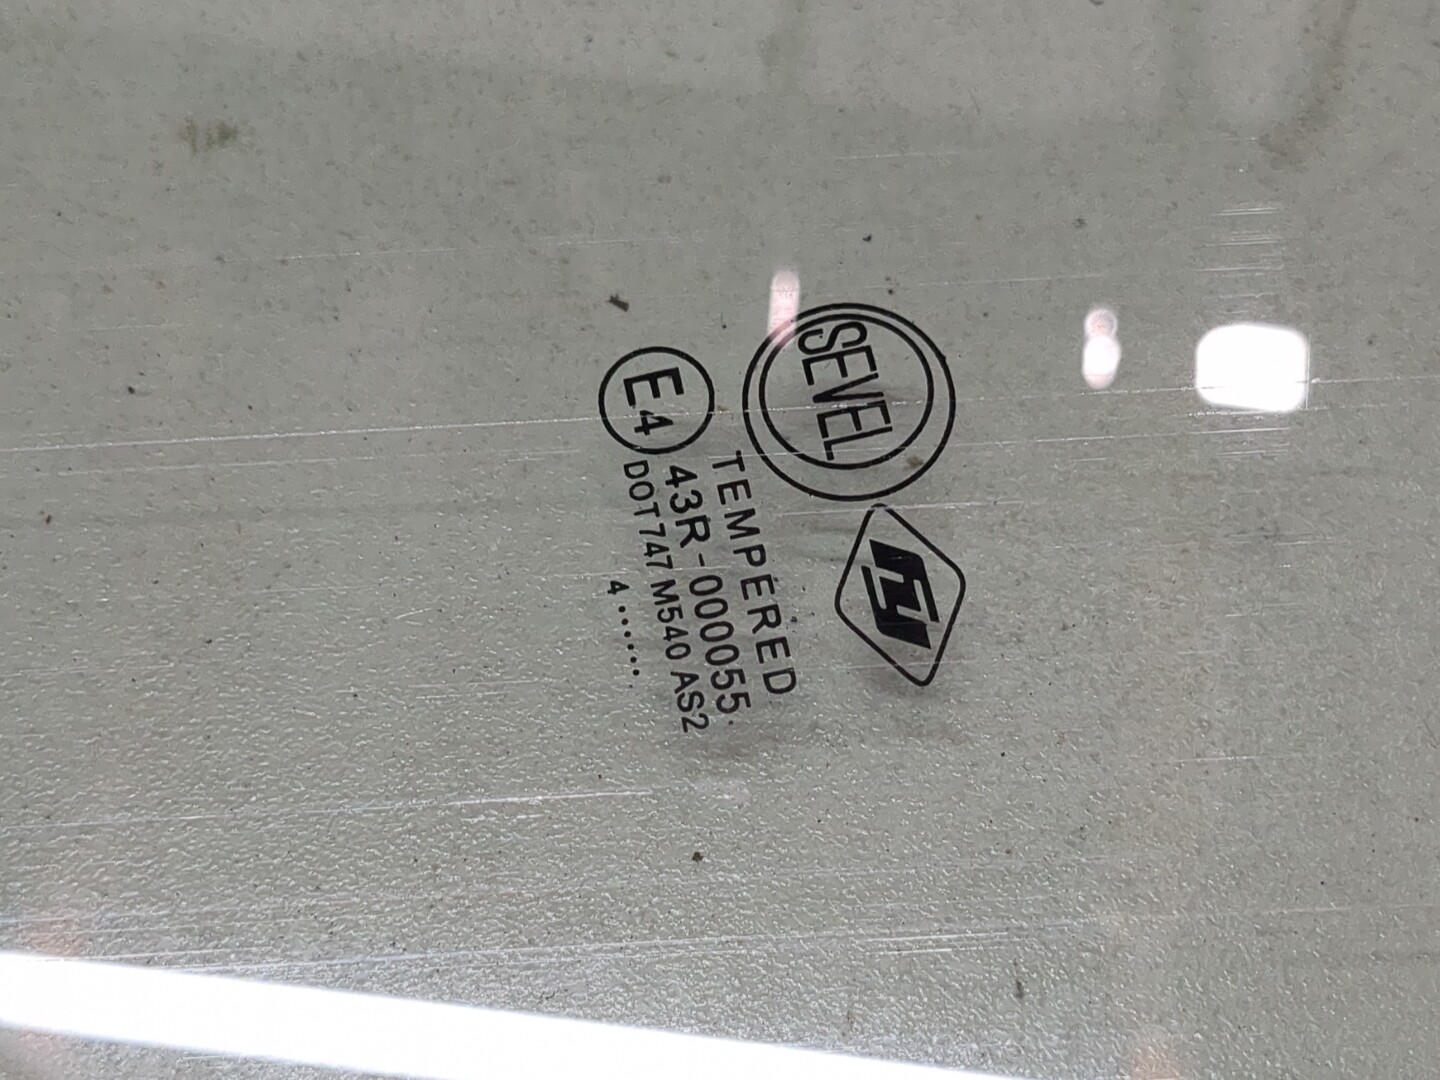 SEVEL
TEMPERED
E4
43R-000055
DOT747 M540 AS2
4······